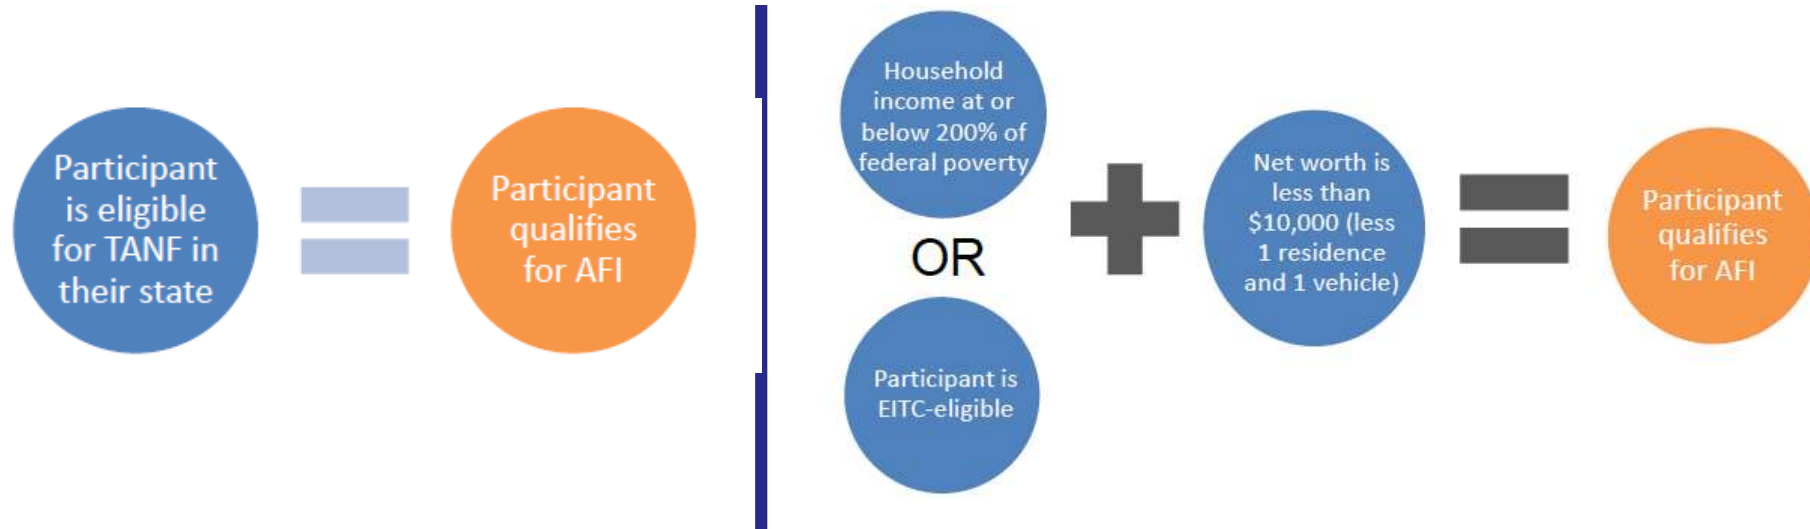 Participant
is eligible
for TANF in
their state
Participant
qualifies
for AFI
Household
income at or
below 200% of
federal poverty
OR
Participant is
EITC-eligible
Net worth is
less than
$10,000 (less
1 residence
and 1 vehicle)
Participant
qualifies
for AFI